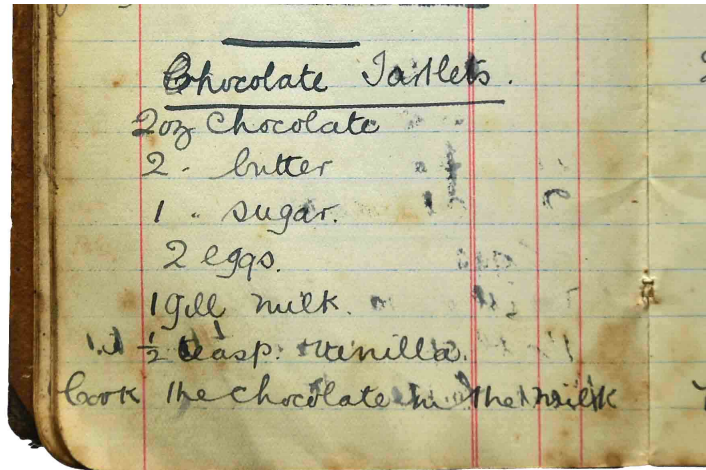 Chocolate Tartlets.
2oz Chocolate
2 " butter
1 " sugar.
2 eggs.
1 gill milk.
½ teasp. vanilla.
Cook the chocolate in the milk